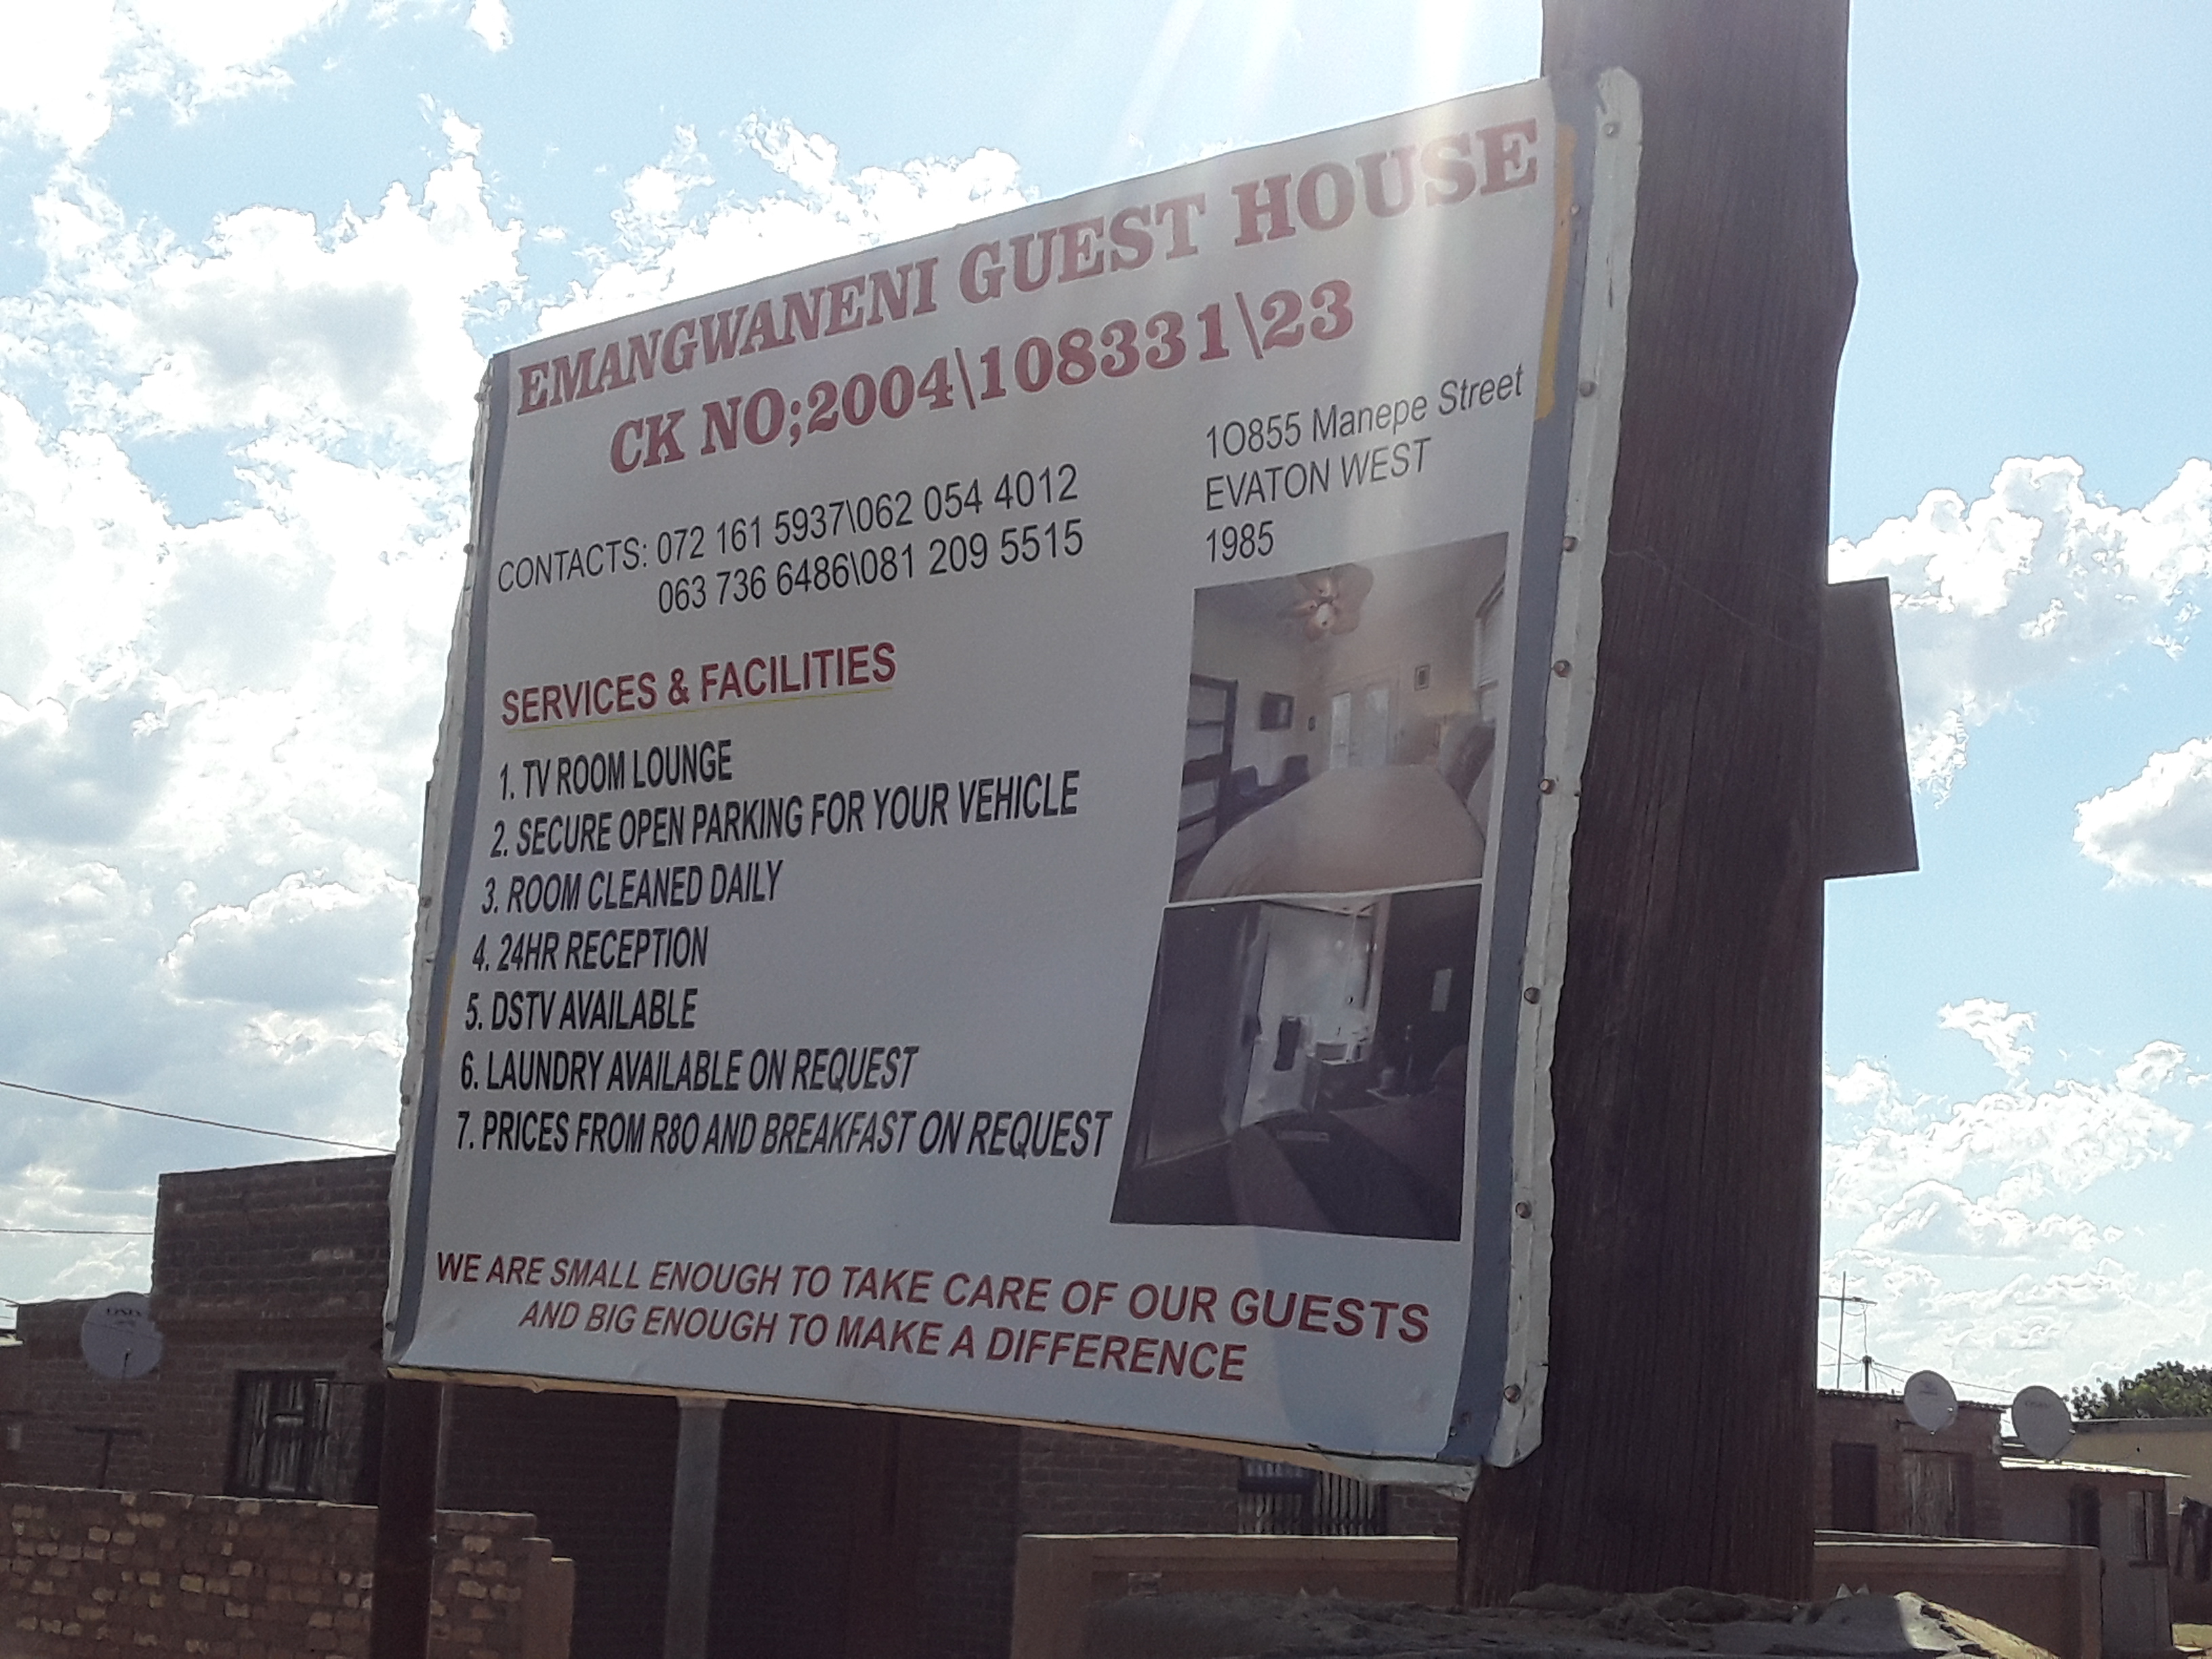 EMANGWANENI GUEST HOUSE
CK NO;2004\108331\23
CONTACTS: 072 161 5937\062 054 4012
063 736 6486\081 209 5515
1O855 Manepe Street
EVATON WEST
1985
SERVICES & FACILITIES
1. TV ROOM LOUNGE
2. SECURE OPEN PARKING FOR YOUR VEHICLE
3. ROOM CLEANED DAILY
4. 24HR RECEPTION
5. DSTV AVAILABLE
6. LAUNDRY AVAILABLE ON REQUEST
7. PRICES FROM R8O AND BREAKFAST ON REQUEST
WE ARE SMALL ENOUGH TO TAKE CARE OF OUR GUESTS
AND BIG ENOUGH TO MAKE A DIFFERENCE